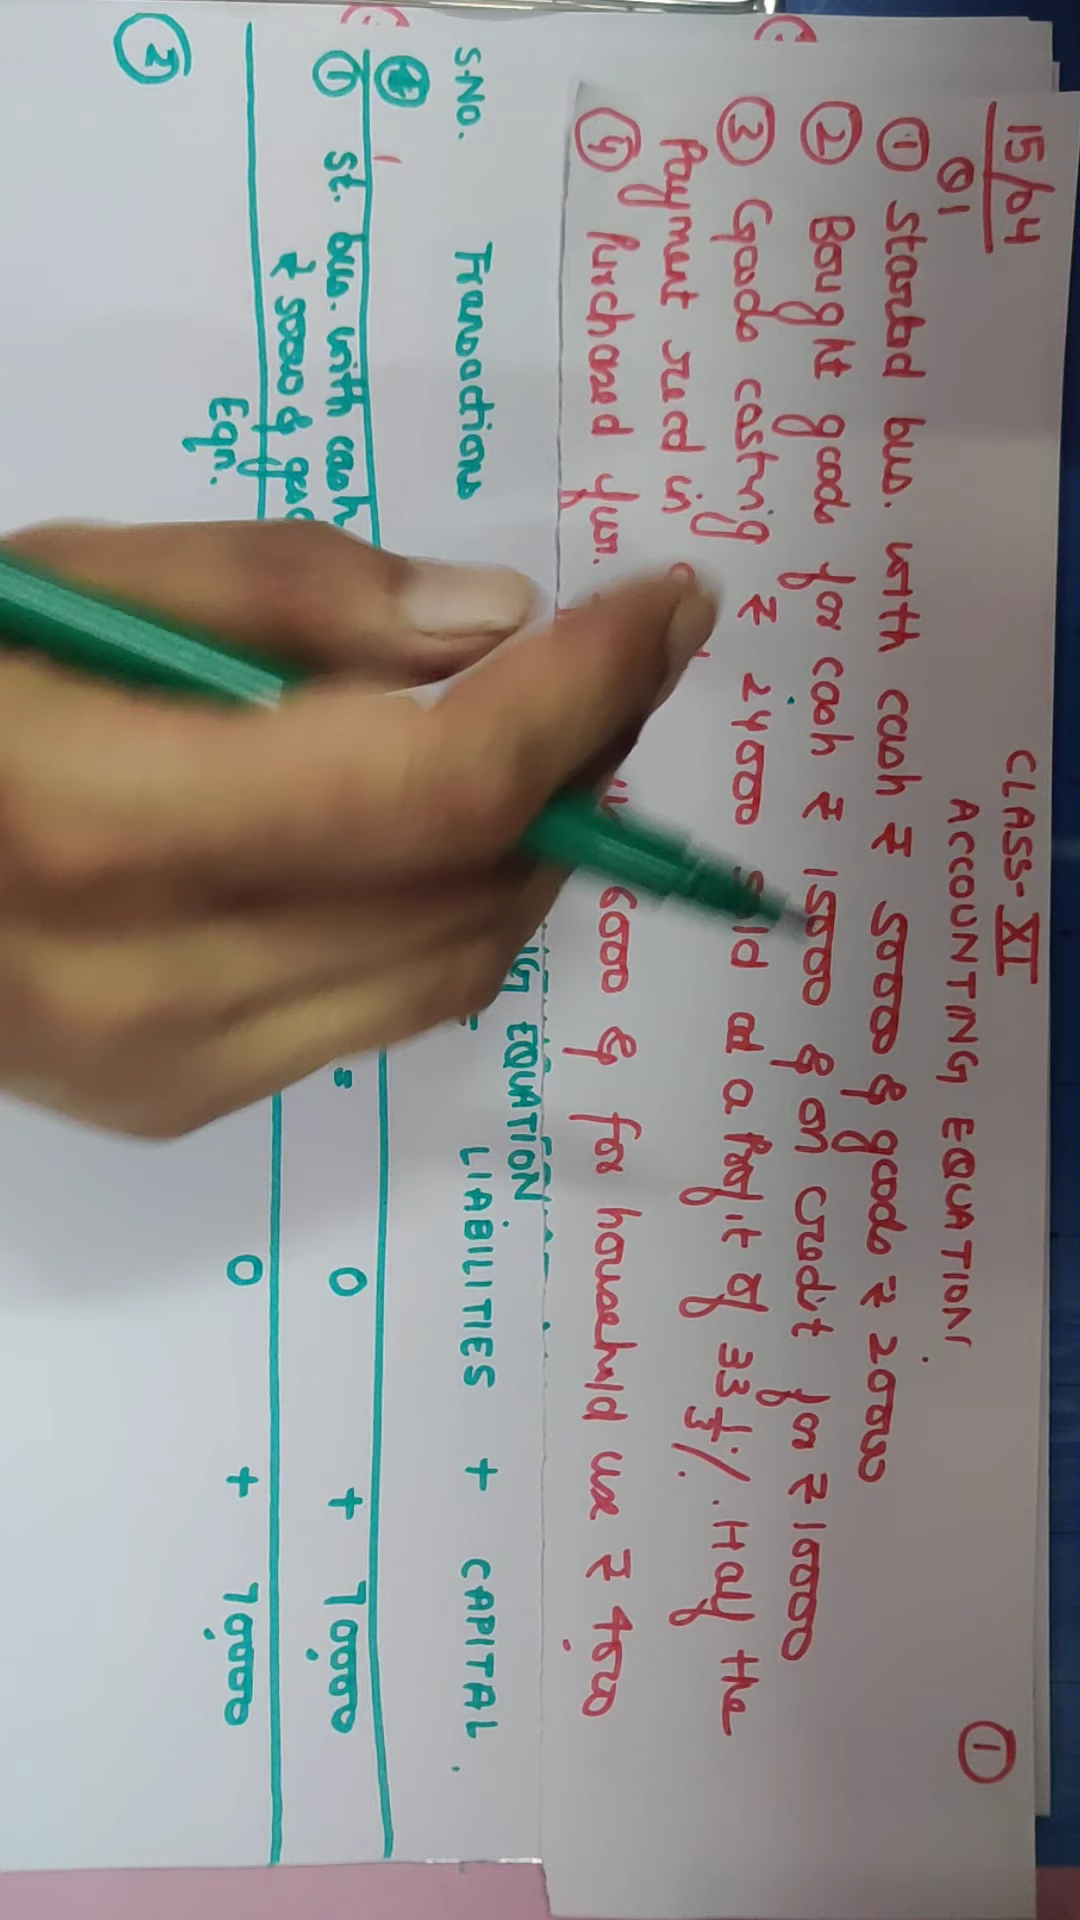 15/04
CLASS-XI
①
Q1
ACCOUNTING EQUATION
① Started bus. with cash ₹ 50000 & goods ₹ 20000
② Bought goods for cash ₹ 15000 & on credit for ₹ 10000
③ Goods costing ₹ 24000 sold at a Profit of 33⅓%. Half the
Payment recd in
④ Purchased fur. 6000 & for household use ₹ 4000
EQUATION
SNO. Transactions = LIABILITIES + CAPITAL.
① St. bus. with cash = 0 + 70000
₹ 50000 &
Eqn. 0 + 70000
②